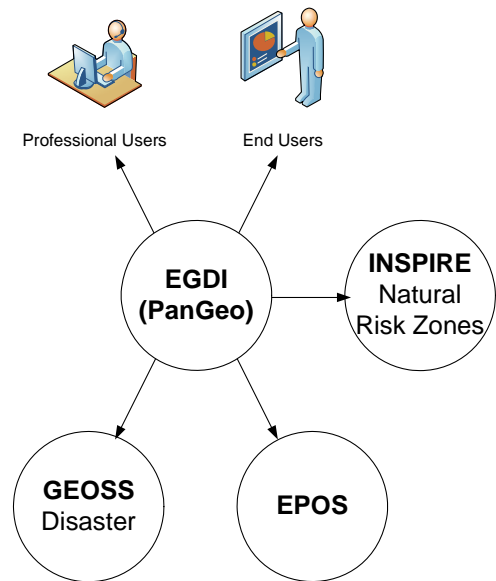 Professional Users
End Users
EGDI
(PanGeo)
INSPIRE
Natural
Risk Zones
GEOSS
Disaster
EPOS